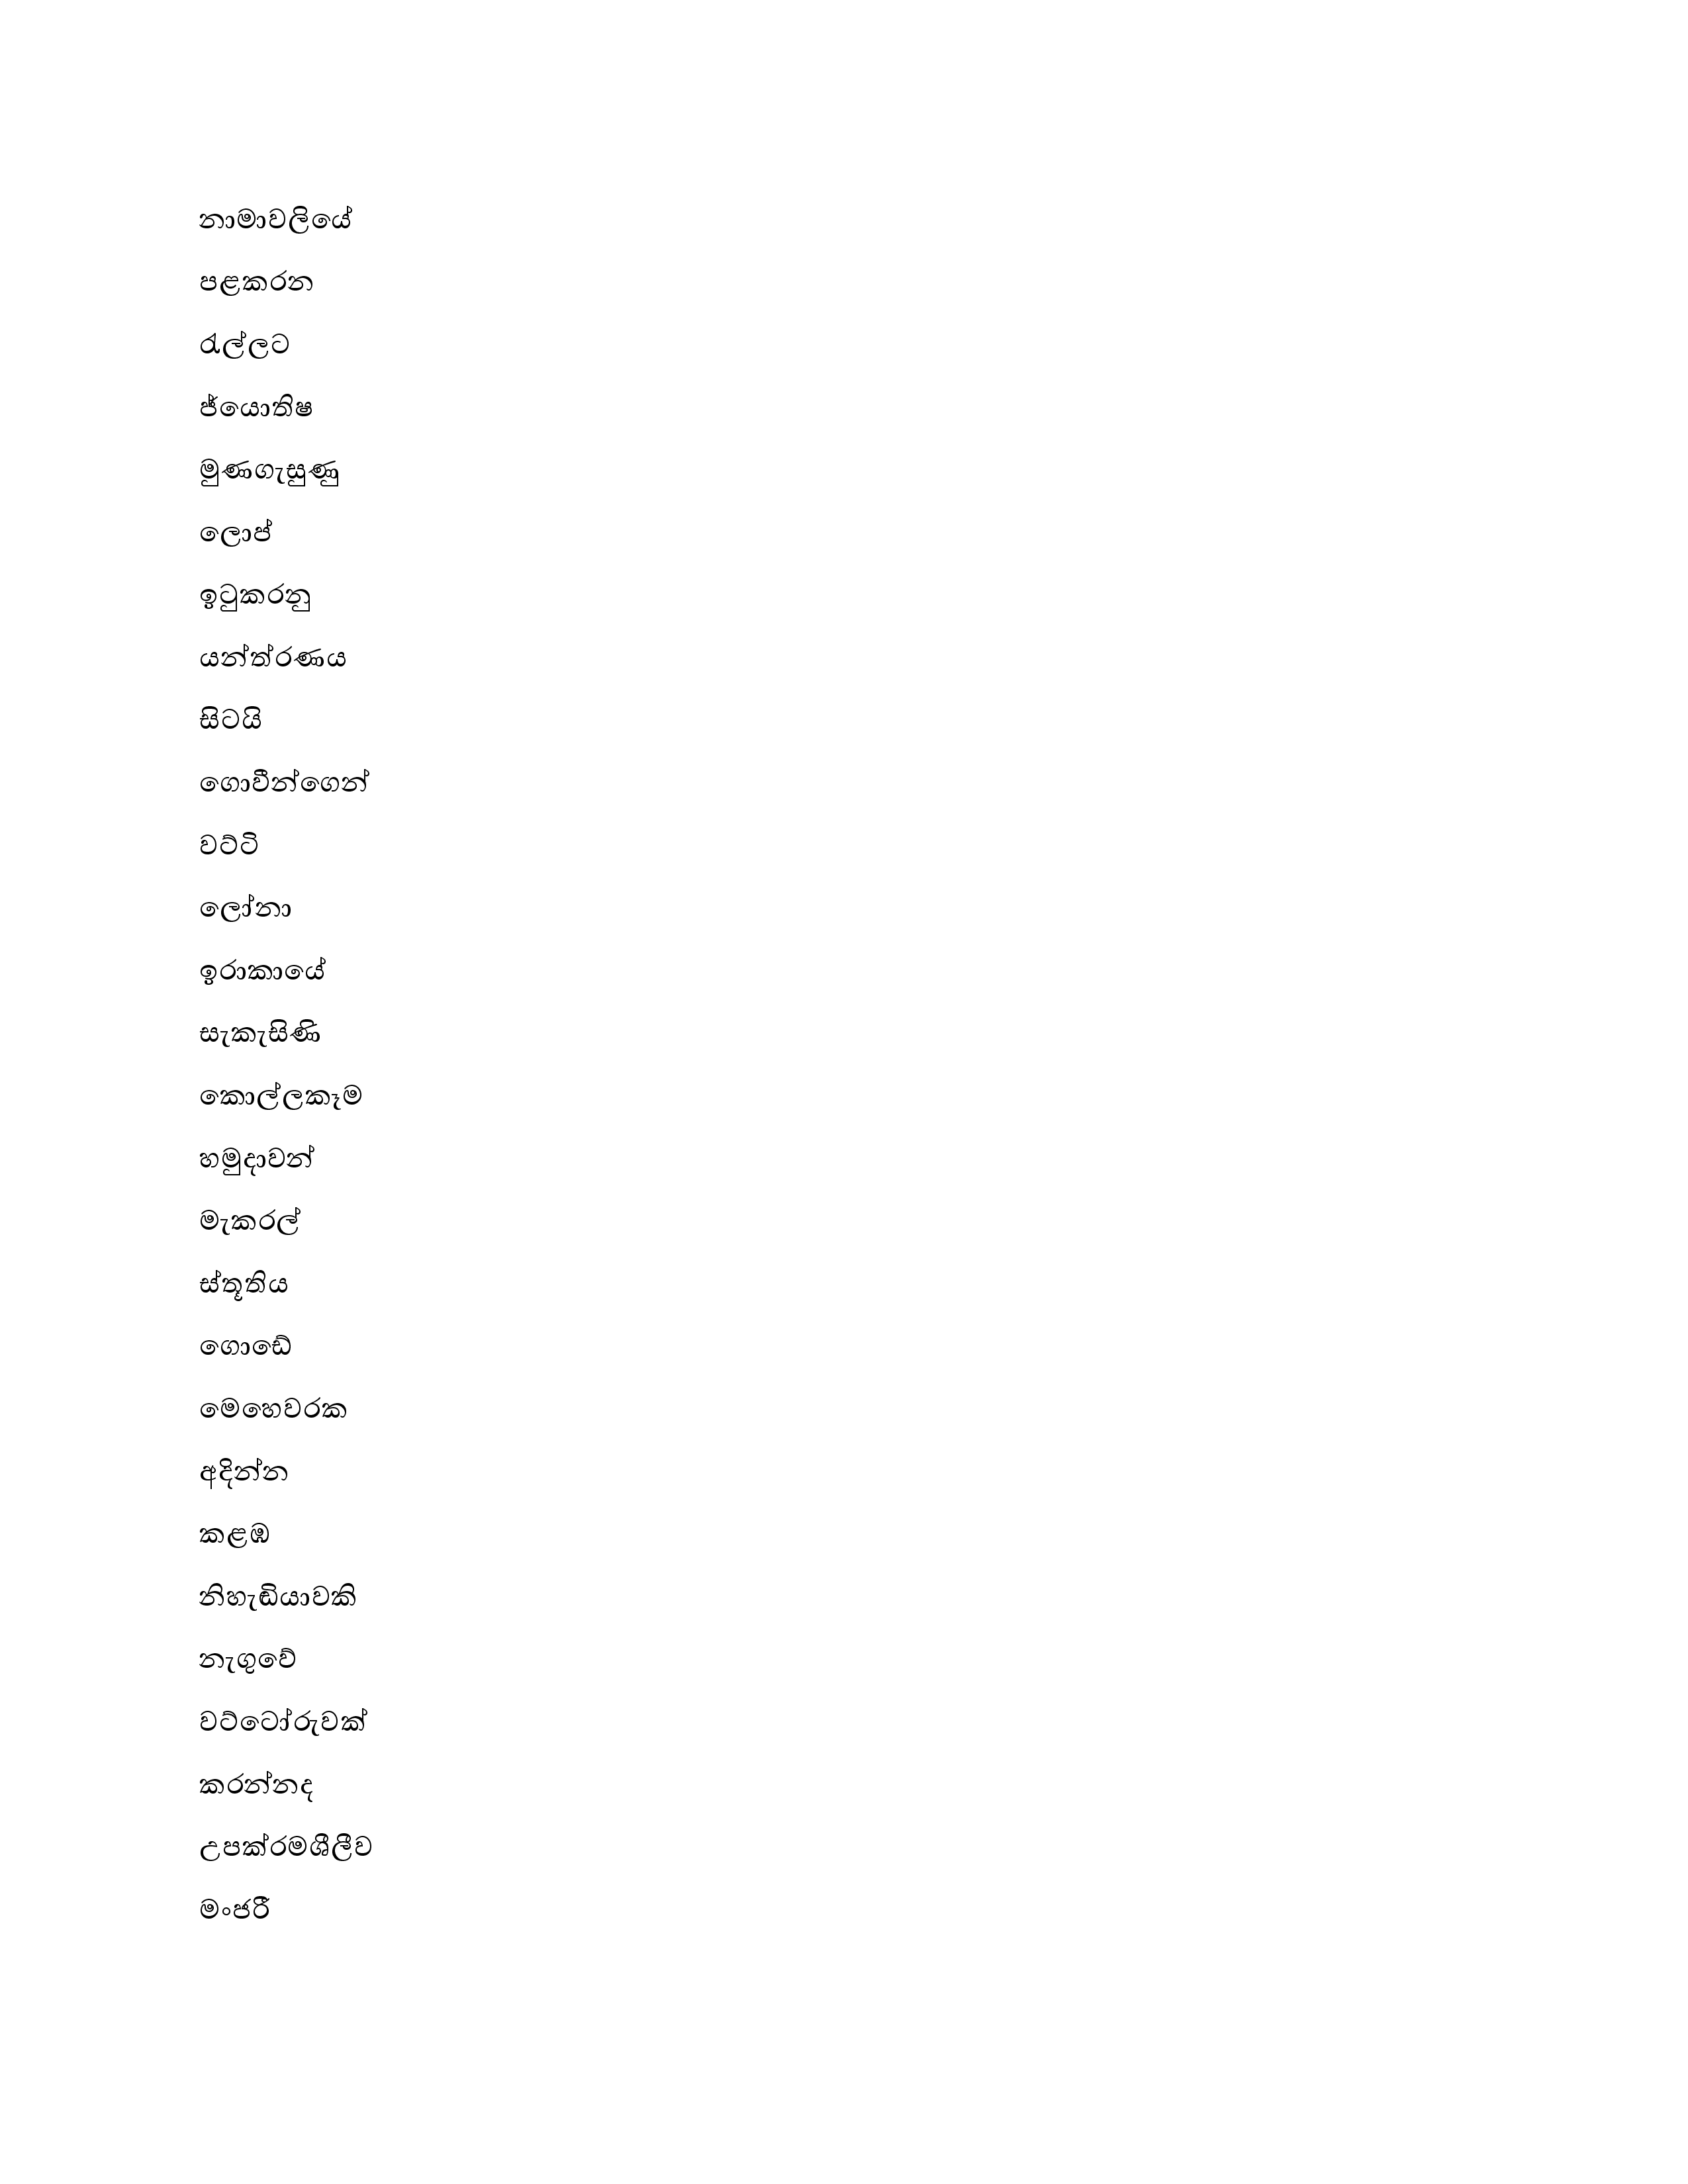 නාමාවලියේ
පළකරන
රැල්ලට
ජ්යොතිෂ
මුණගැසුණු
ලොප්
ඉටුකරනු
යන්ත්රණය
සිටයි
ගොවීන්ගෙන්
වට්ටි
ලෝනා
ඉරාකායේ
සැකැසිණි
කොල්ලකෑම
හමුදාවන්
මැකරල්
ස්තූතිය
ගොඩේ
මෙහෙවරක
අදින්න
කළඹ
නිහැඬියාවකි
නැගුවේ
වට්ටෝරුවක්
කරන්නද
උපක්රමශීලීව
මංජරී